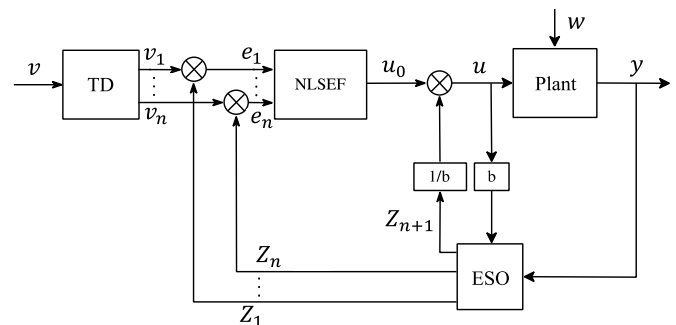 w
v
TD
v₁
⋮
vₙ
e₁
⋮
eₙ
NLSEF
u₀
u
Plant
y
1/b
b
Zₙ₊₁
Zₙ
⋮
Z₁
ESO